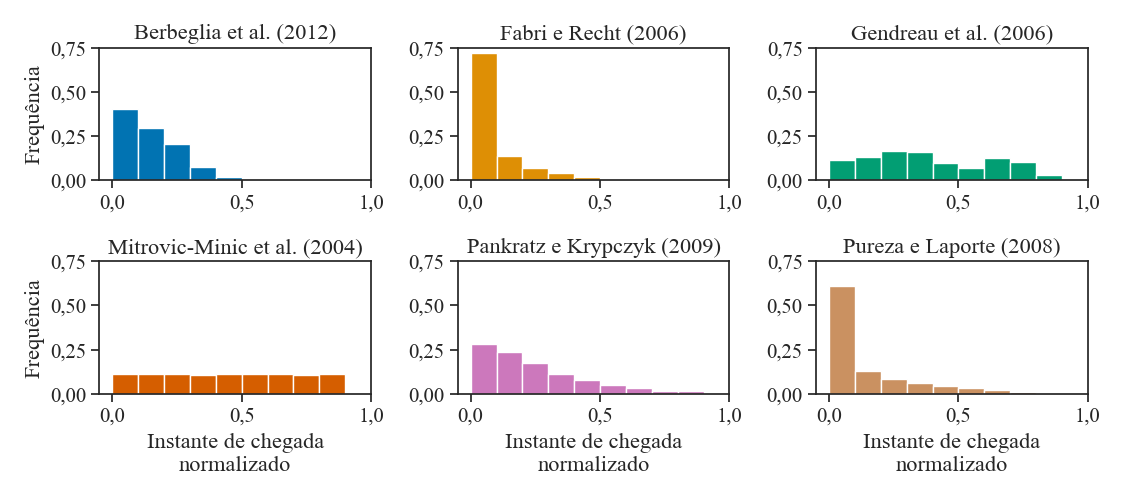 Berbeglia et al. (2012)
Fabri e Recht (2006)
Gendreau et al. (2006)
Frequência
0,75
0,50
0,25
0,00
0,0 0,5 1,0
0,75
0,50
0,25
0,00
0,0 0,5 1,0
0,75
0,50
0,25
0,00
0,0 0,5 1,0
Mitrovic-Minic et al. (2004)
Pankratz e Krypczyk (2009)
Pureza e Laporte (2008)
Frequência
0,75
0,50
0,25
0,00
0,0 0,5 1,0
Instante de chegada
normalizado
0,75
0,50
0,25
0,00
0,0 0,5 1,0
Instante de chegada
normalizado
0,75
0,50
0,25
0,00
0,0 0,5 1,0
Instante de chegada
normalizado